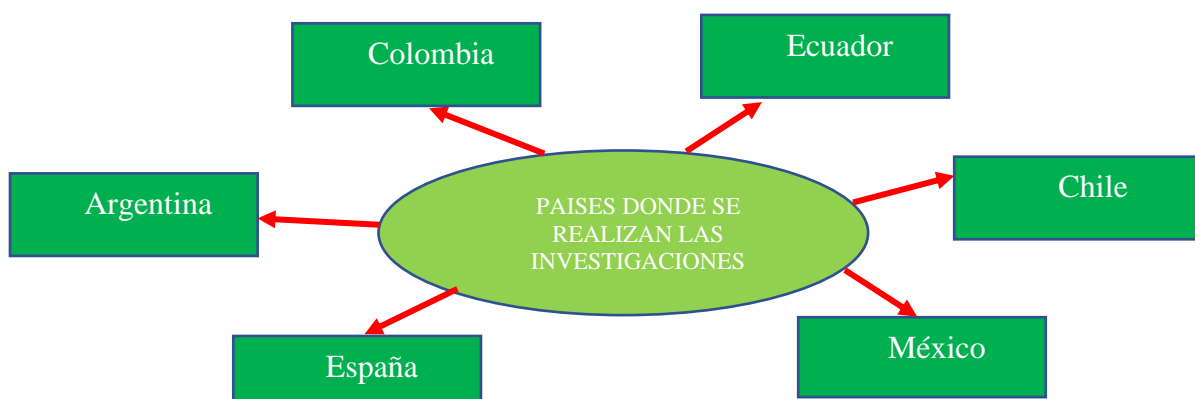 Colombia
Ecuador
Argentina
Chile
PAISES DONDE SE
REALIZAN LAS
INVESTIGACIONES
España
México